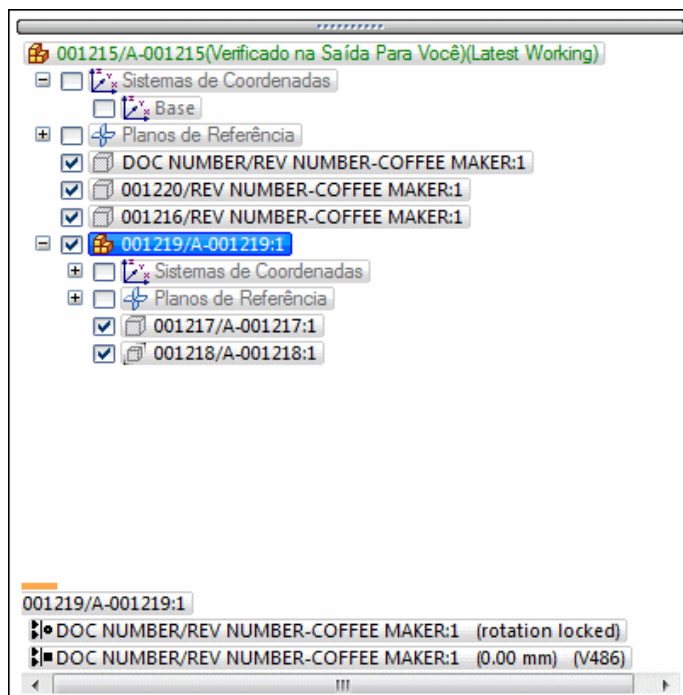 001215/A-001215(Verificado na Saída Para Você)(Latest Working)
Sistemas de Coordenadas
Base
Planos de Referência
DOC NUMBER/REV NUMBER-COFFEE MAKER:1
001220/REV NUMBER-COFFEE MAKER:1
001216/REV NUMBER-COFFEE MAKER:1
001219/A-001219:1
Sistemas de Coordenadas
Planos de Referência
001217/A-001217:1
001218/A-001218:1
001219/A-001219:1
DOC NUMBER/REV NUMBER-COFFEE MAKER:1 (rotation locked)
DOC NUMBER/REV NUMBER-COFFEE MAKER:1 (0.00 mm) (V486)